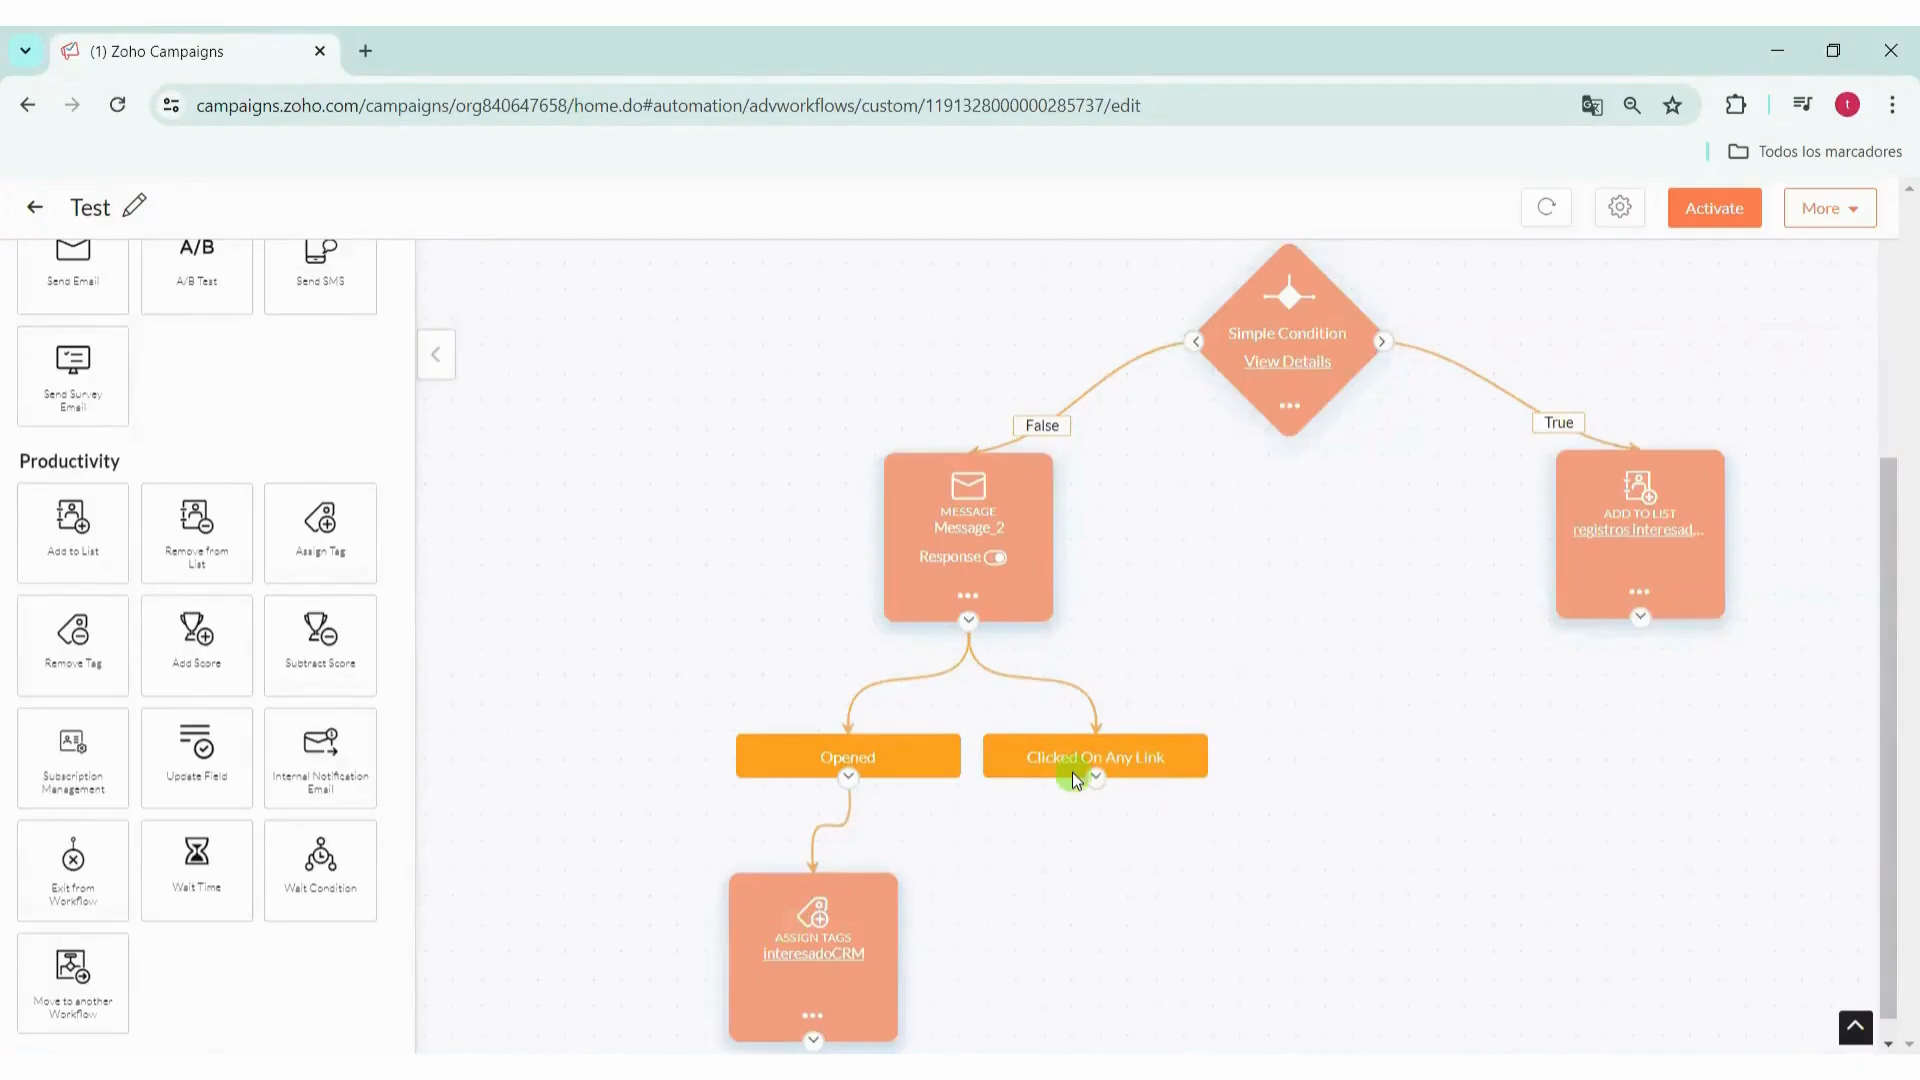 (1) Zoho Campaigns
campaigns.zoho.com/campaigns/org840647658/home.do#automation/advworkflows/custom/1191328000000285737/edit
t
Todos los marcadores
Test
Activate
More
Send Email
A/B
A/B Test
Send SMS
Send Survey
Email
Productivity
Add to List
Remove from
List
Assign Tag
Remove Tag
Add Score
Subtract Score
Subscription
Management
Update Field
Internal Notification
Email
Exit from
Workflow
Wait Time
Wait Condition
Move to another
Workflow
Simple Condition
View Details
False
True
MESSAGE
Message_2
Response
ADD TO LIST
registros interesad...
Opened
Clicked On Any Link
ASSIGN TAGS
interesadoCRM